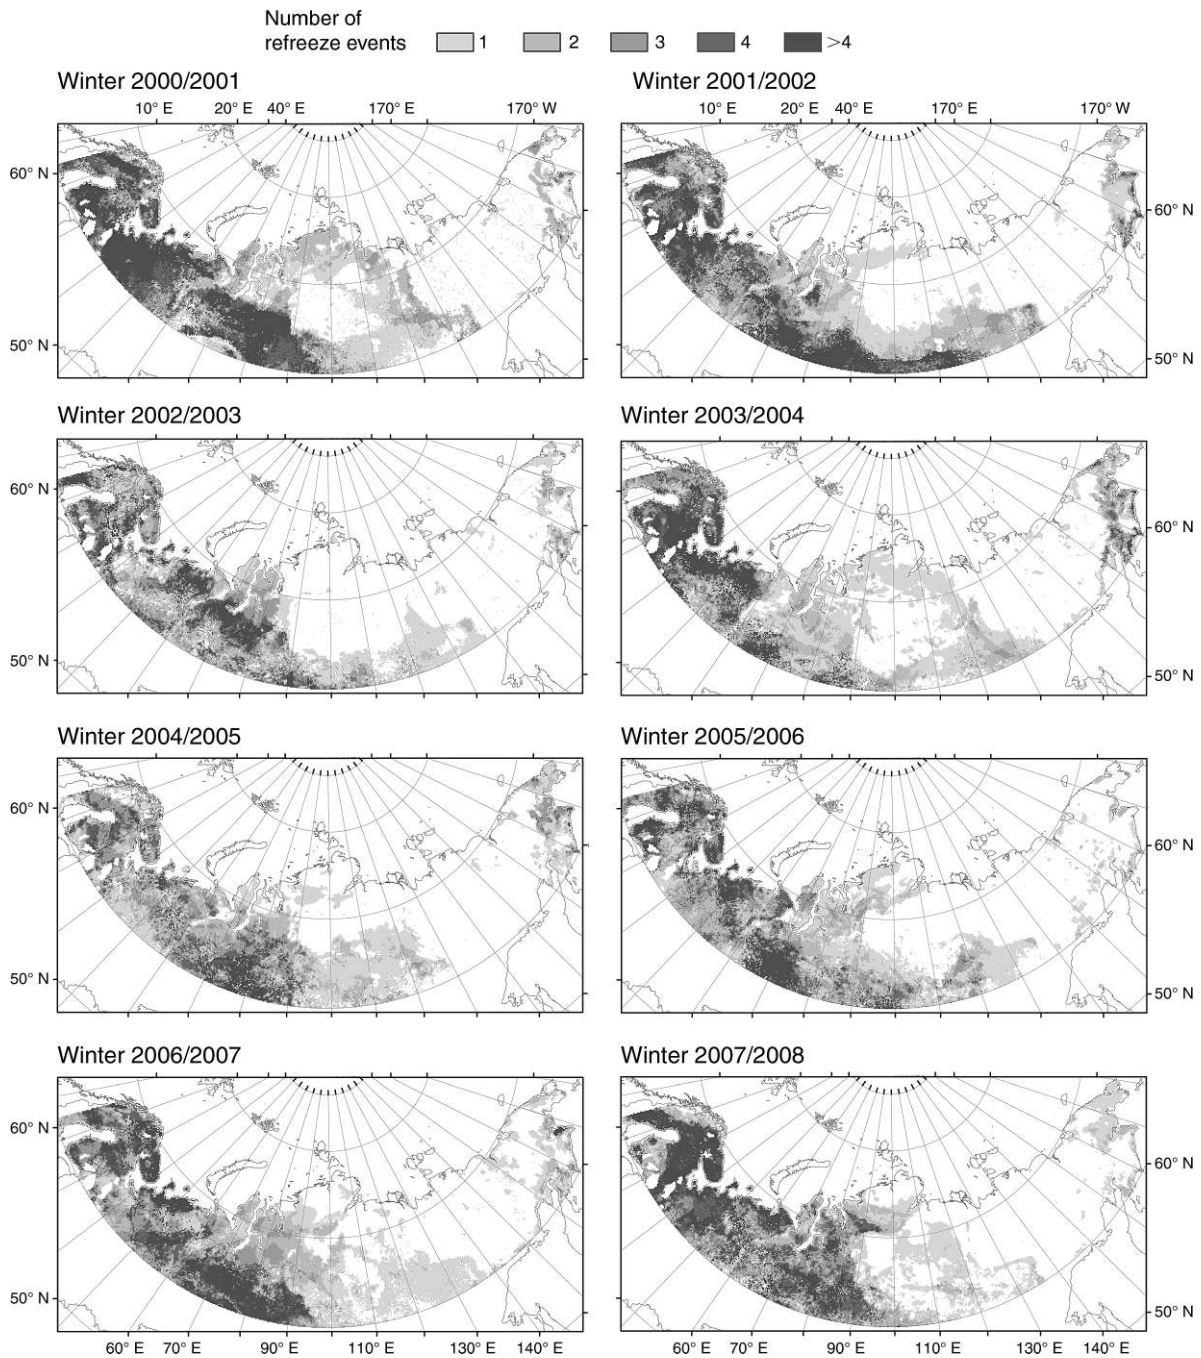 Number of
refreeze events 1 2 3 4 >4
Winter 2000/2001 Winter 2001/2002
10° E 20° E 40° E 170° E 170° W 10° E 20° E 40° E 170° E 170° W
60° N
60° N
50° N
50° N
Winter 2002/2003 Winter 2003/2004
60° N
60° N
50° N
50° N
Winter 2004/2005 Winter 2005/2006
60° N
60° N
50° N
50° N
Winter 2006/2007 Winter 2007/2008
60° N
60° N
50° N
50° N
60° E 70° E 90° E 110° E 130° E 140° E 60° E 70° E 90° E 100° E 110° E 130° E 140° E